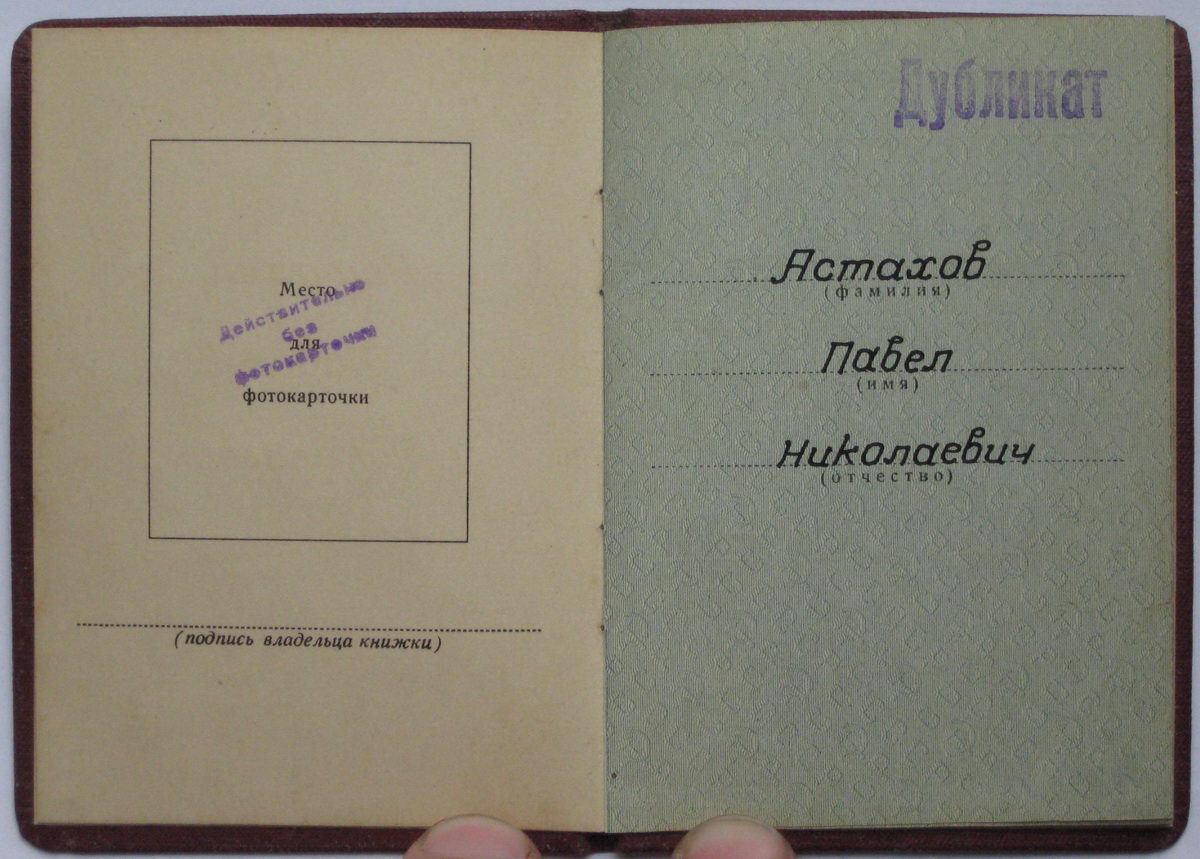 Место
Действительно
без
для
фотокарточки
фотокарточки
(подпись владельца книжки)
Дубликат
Астахов
(фамилия)
Павел
(имя)
Николаевич
(отчество)